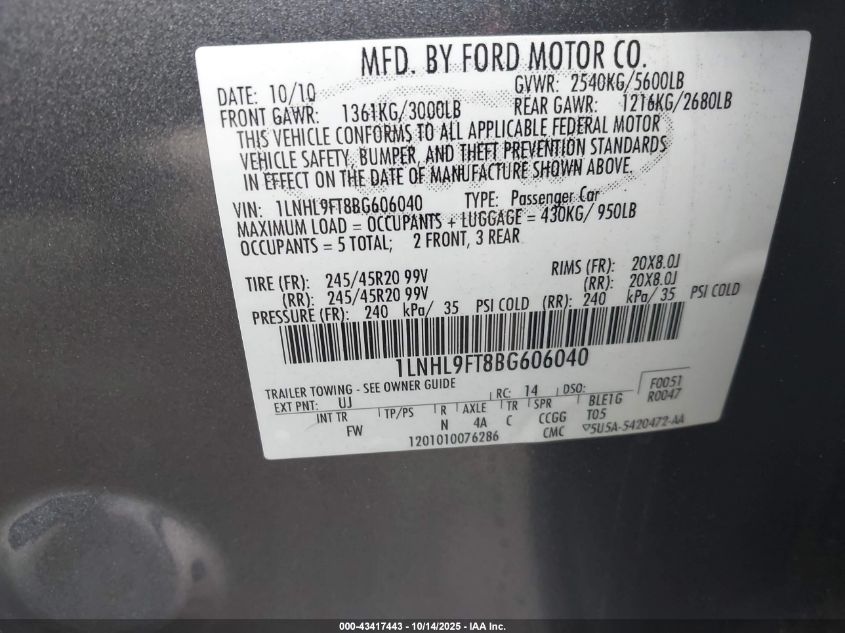 MFD. BY FORD MOTOR CO.
DATE: 10/10 GVWR: 2540KG/5600LB
FRONT GAWR: 1361KG/3000LB REAR GAWR: 1216KG/2680LB
THIS VEHICLE CONFORMS TO ALL APPLICABLE FEDERAL MOTOR
VEHICLE SAFETY, BUMPER, AND THEFT PREVENTION STANDARDS
IN EFFECT ON THE DATE OF MANUFACTURE SHOWN ABOVE.
VIN: 1LNHL9FT8BG606040 TYPE: Passenger Car
MAXIMUM LOAD = OCCUPANTS + LUGGAGE = 430KG/ 950LB
OCCUPANTS = 5 TOTAL; 2 FRONT, 3 REAR
TIRE (FR): 245/45R20 99V RIMS (FR): 20X8.0J
(RR): 245/45R20 99V (RR): 20X8.0J
PRESSURE (FR): 240 kPa/ 35 PSI COLD (RR): 240 kPa/ 35 PSI COLD
1LNHL9FT8BG606040
TRAILER TOWING - SEE OWNER GUIDE
EXT PNT: UJ RC: 14 DSO: F0051
INT TR TP/PS R AXLE TR SPR BLE1G R0047
FW N 4A C CCGG T05
1201010076286 CMC ▽5U5A-5420472-AA
000-43417443 - 10/14/2025 - IAA Inc.